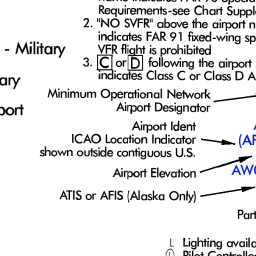 Requirements-see Chart Supple
2. "NO SVFR" above the airport n
indicates FAR 91 fixed-wing sp
- Military
VFR flight is prohibited
3. C or D following the airport
ary
indicates Class C or Class D A
Minimum Operational Network
port
Airport Designator
Airport Ident
ICAO Location Indicator
(AF
shown outside contiguous U.S.
Airport Elevation
AWO
ATIS or AFIS (Alaska Only)
Part
L Lighting availa
Pilot Controlle